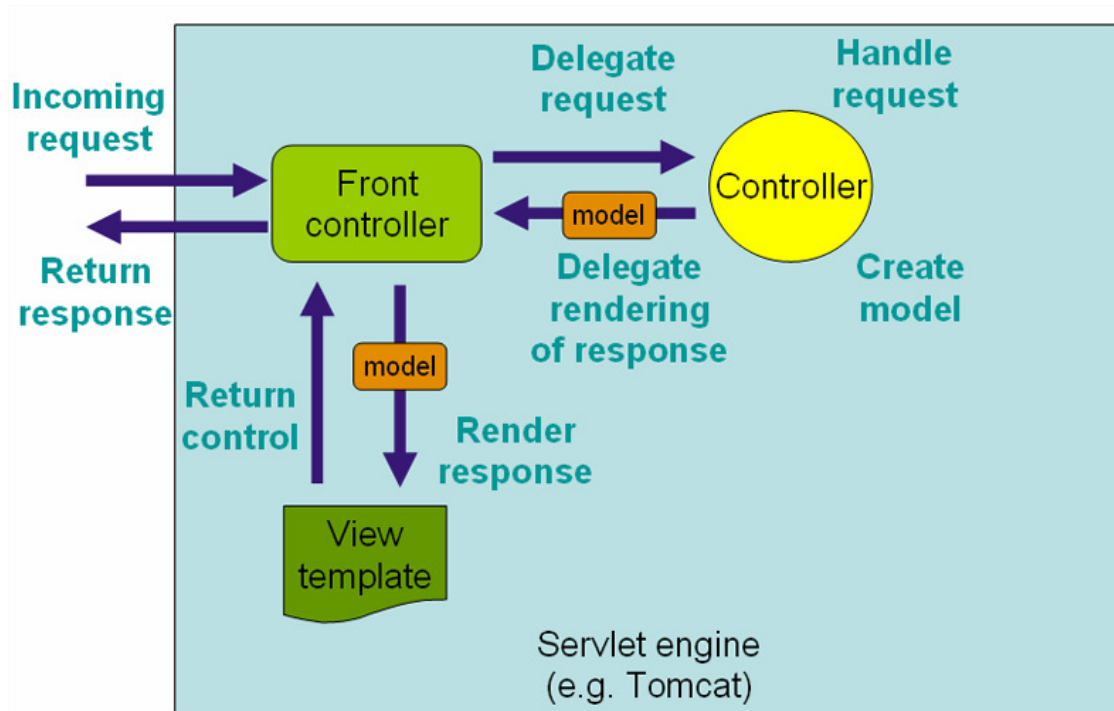 Delegate
request
Handle
request
Incoming
request
Front
controller
Controller
model
Return
response
Delegate
rendering
of response
Create
model
model
Return
control
Render
response
View
template
Servlet engine
(e.g. Tomcat)